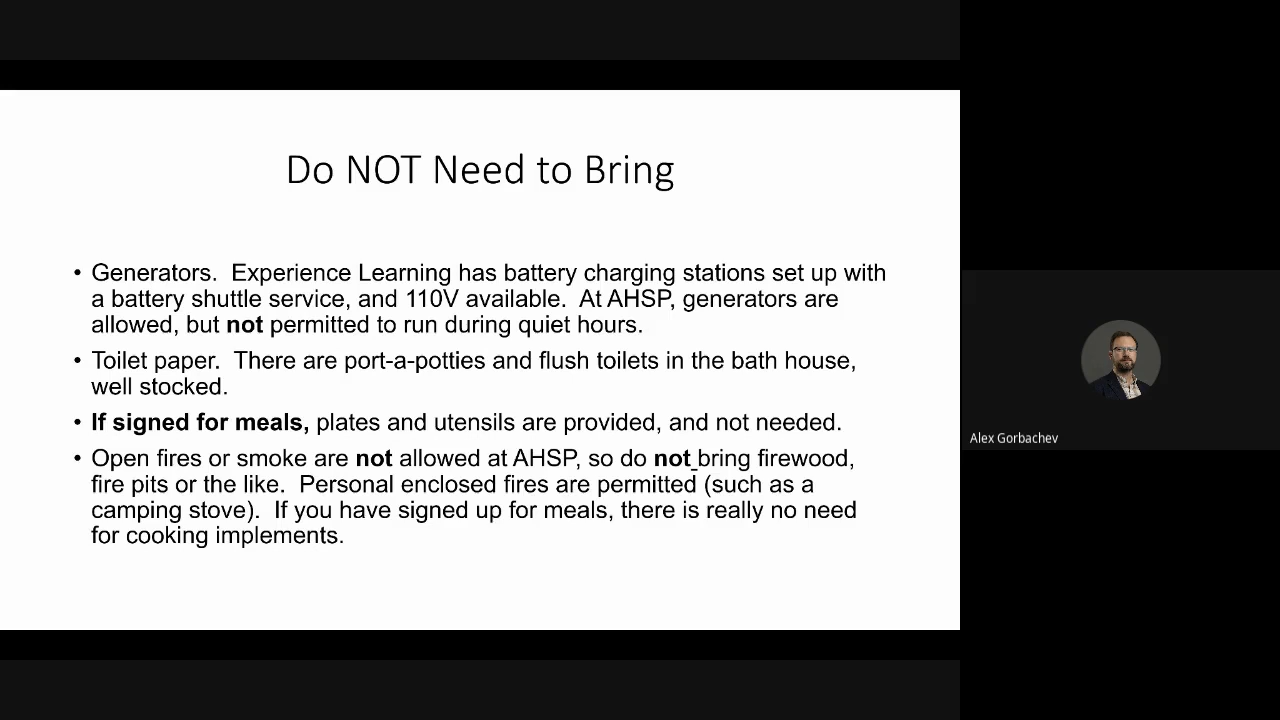 Do NOT Need to Bring
• Generators.  Experience Learning has battery charging stations set up with
a battery shuttle service, and 110V available.  At AHSP, generators are
allowed, but not permitted to run during quiet hours.
• Toilet paper.  There are port-a-potties and flush toilets in the bath house,
well stocked.
• If signed for meals, plates and utensils are provided, and not needed.
• Open fires or smoke are not allowed at AHSP, so do not bring firewood,
fire pits or the like.  Personal enclosed fires are permitted (such as a
camping stove).  If you have signed up for meals, there is really no need
for cooking implements.
Alex Gorbachev